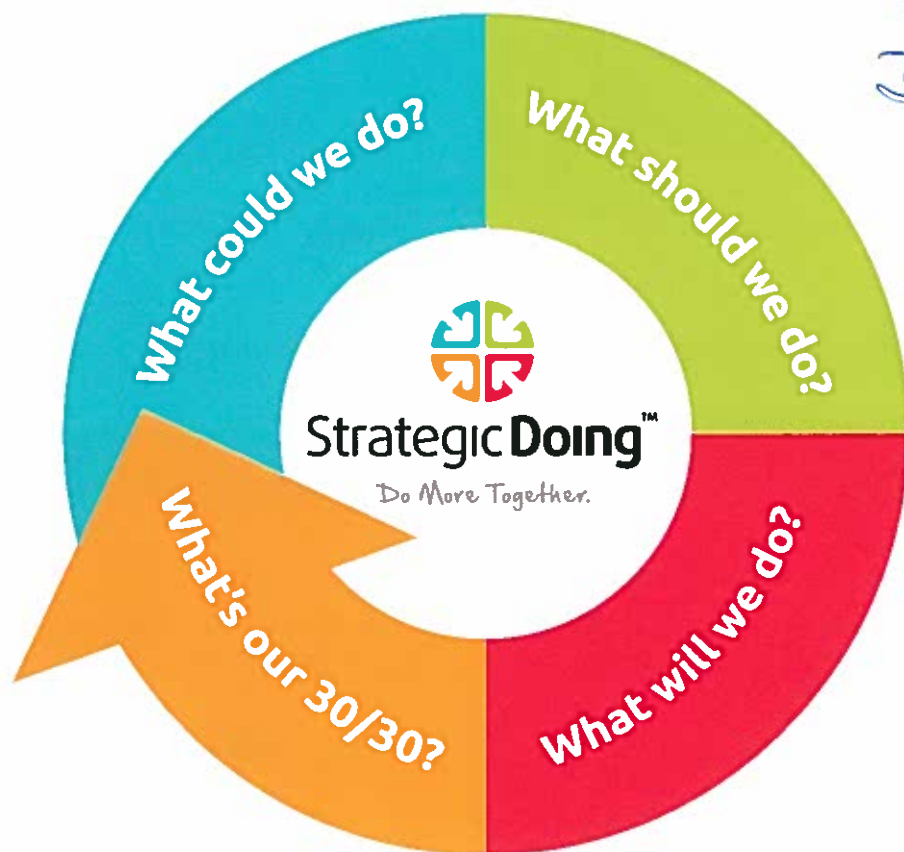 What could we do?
What should we do?
What will we do?
What's our 30/30?
StrategicDoing™
Do More Together.